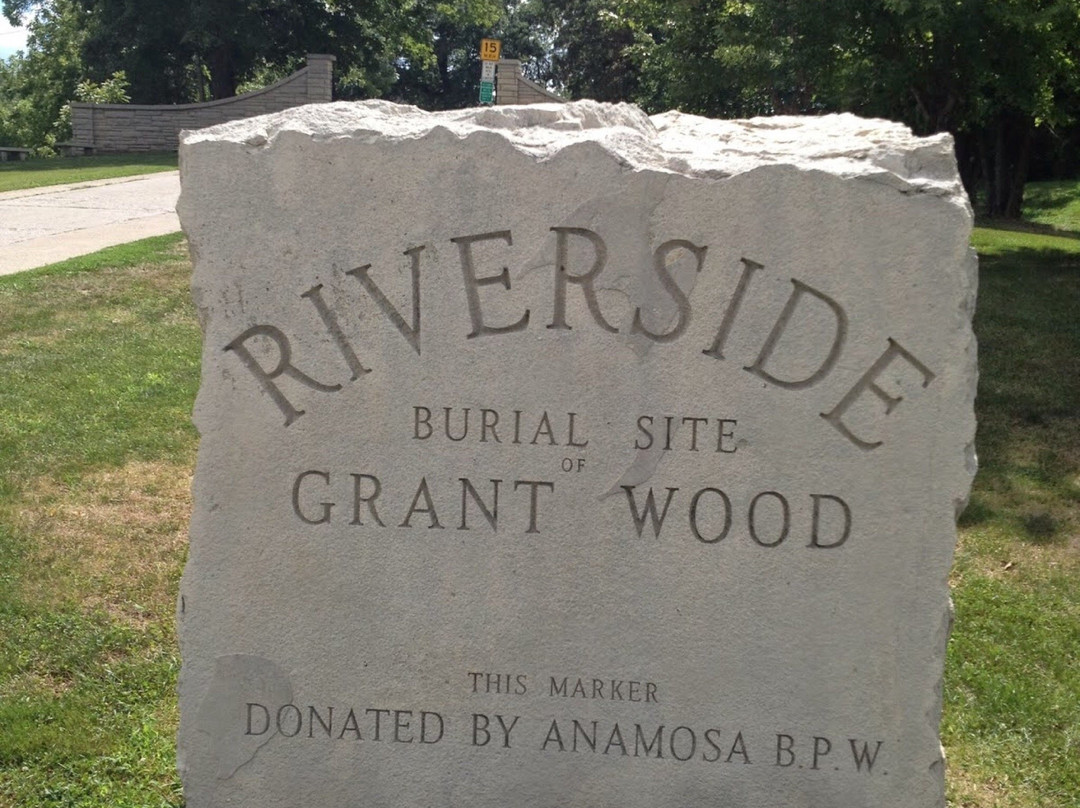 15
RIVERSIDE
BURIAL SITE
OF
GRANT WOOD
THIS MARKER
DONATED BY ANAMOSA B.P.W.